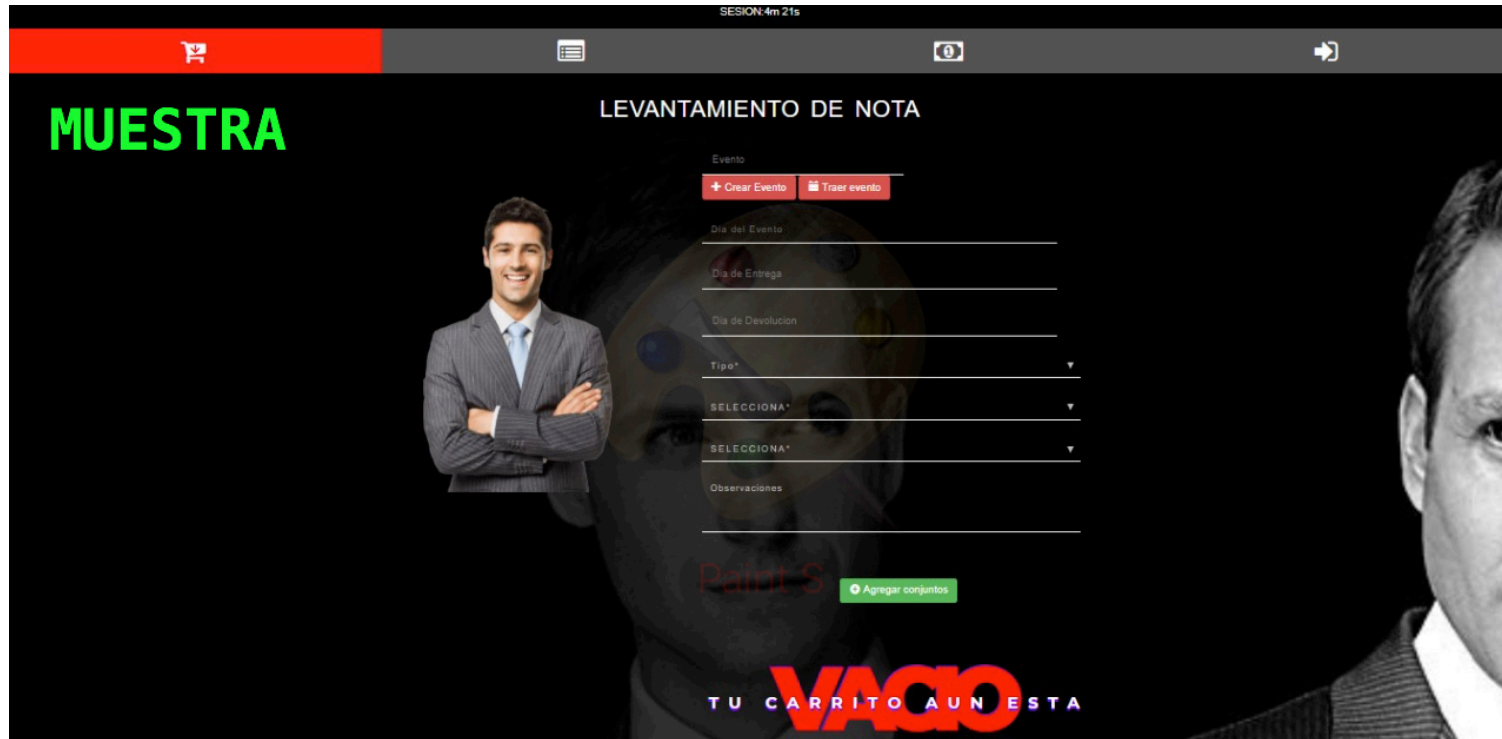 SESION:4m 21s
MUESTRA
LEVANTAMIENTO DE NOTA
Evento
Crear Evento
Traer evento
Dia del Evento
Dia de Entrega
Dia de Devolucion
Tipo*
SELECCIONA*
SELECCIONA*
Observaciones
Paint S
Agregar conjuntos
TU CARRITO AUN ESTA
VACIO